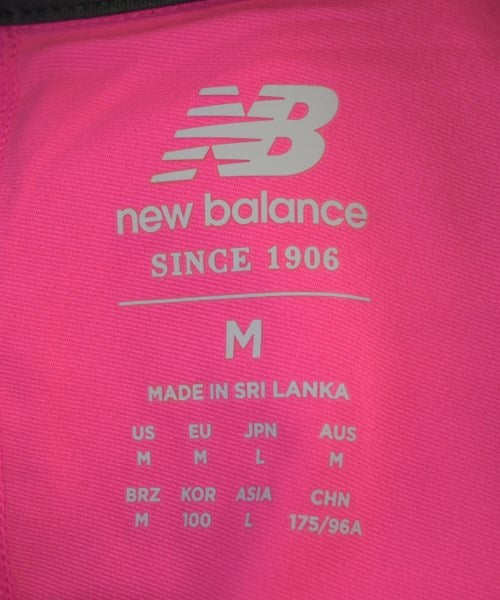 NB
new balance
SINCE 1906
M
MADE IN SRI LANKA
US EU JPN AUS
M M L M
BRZ KOR ASIA CHN
M 100 L 175/96A